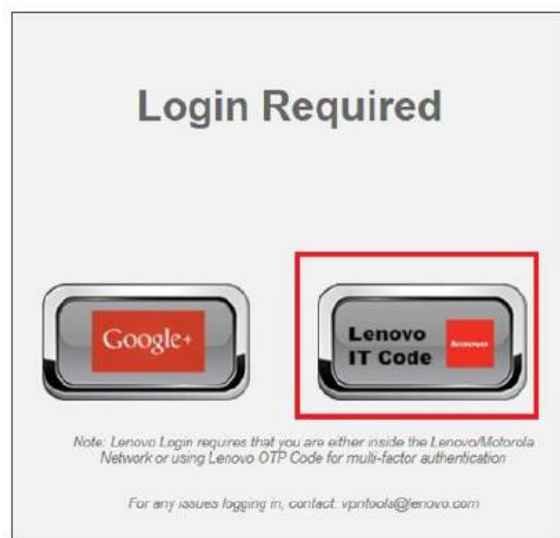 Login Required
Google+
Lenovo
IT Code
lenovo
Note: Lenovo Login requires that you are either inside the Lenovo/Motorola
Network or using Lenovo OTP Code for multi-factor authentication
For any issues logging in, contact: vpntools@lenovo.com